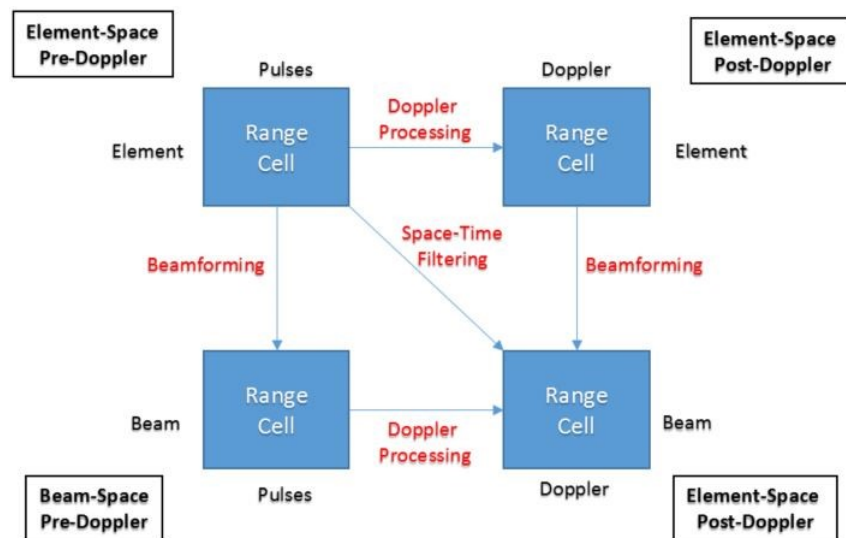 Element-Space
Pre-Doppler
Element-Space
Post-Doppler
Pulses
Doppler
Range
Cell
Doppler
Processing
Range
Cell
Element
Element
Beamforming
Space-Time
Filtering
Beamforming
Range
Cell
Range
Cell
Beam
Beam
Doppler
Processing
Pulses
Doppler
Beam-Space
Pre-Doppler
Element-Space
Post-Doppler